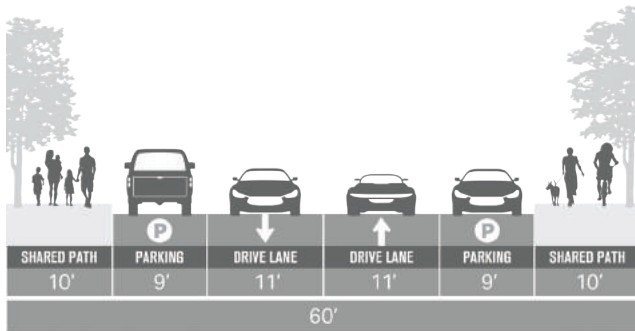 P P
SHARED PATH PARKING DRIVE LANE DRIVE LANE PARKING SHARED PATH
10' 9' 11' 11' 9' 10'
60'